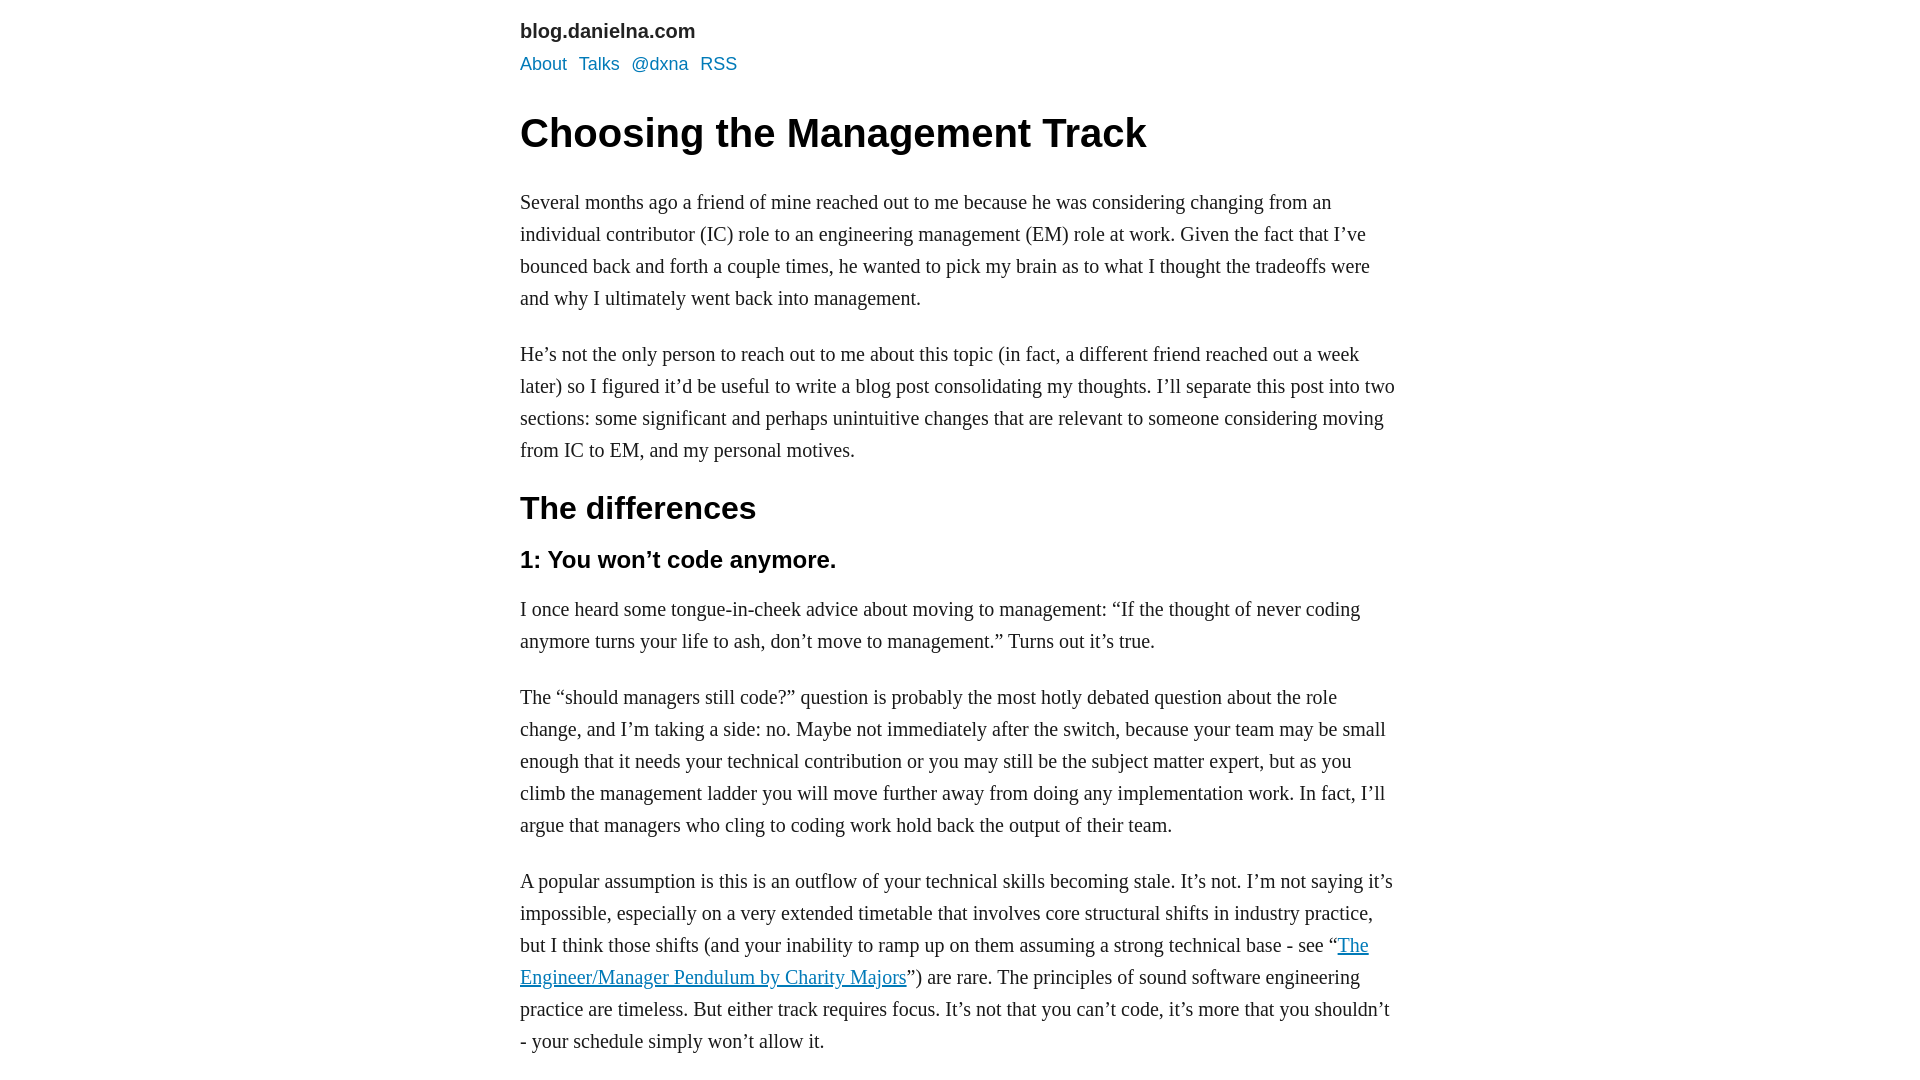 blog.danielna.com
About Talks @dxna RSS
Choosing the Management Track
Several months ago a friend of mine reached out to me because he was considering changing from an
individual contributor (IC) role to an engineering management (EM) role at work. Given the fact that I’ve
bounced back and forth a couple times, he wanted to pick my brain as to what I thought the tradeoffs were
and why I ultimately went back into management.
He’s not the only person to reach out to me about this topic (in fact, a different friend reached out a week
later) so I figured it’d be useful to write a blog post consolidating my thoughts. I’ll separate this post into two
sections: some significant and perhaps unintuitive changes that are relevant to someone considering moving
from IC to EM, and my personal motives.
The differences
1: You won’t code anymore.
I once heard some tongue-in-cheek advice about moving to management: “If the thought of never coding
anymore turns your life to ash, don’t move to management.” Turns out it’s true.
The “should managers still code?” question is probably the most hotly debated question about the role
change, and I’m taking a side: no. Maybe not immediately after the switch, because your team may be small
enough that it needs your technical contribution or you may still be the subject matter expert, but as you
climb the management ladder you will move further away from doing any implementation work. In fact, I’ll
argue that managers who cling to coding work hold back the output of their team.
A popular assumption is this is an outflow of your technical skills becoming stale. It’s not. I’m not saying it’s
impossible, especially on a very extended timetable that involves core structural shifts in industry practice,
but I think those shifts (and your inability to ramp up on them assuming a strong technical base - see “The
Engineer/Manager Pendulum by Charity Majors”) are rare. The principles of sound software engineering
practice are timeless. But either track requires focus. It’s not that you can’t code, it’s more that you shouldn’t
- your schedule simply won’t allow it.